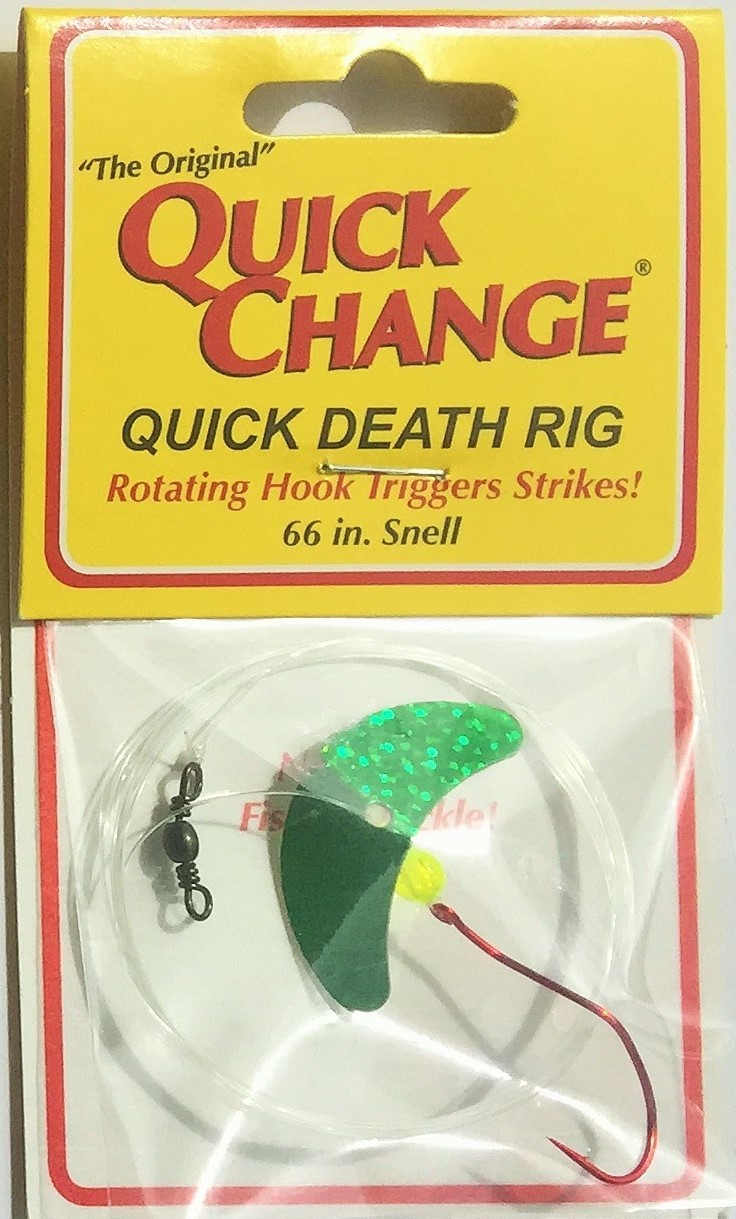 "The Original"
QUICK
CHANGE®
QUICK DEATH RIG
Rotating Hook Triggers Strikes!
66 in. Snell